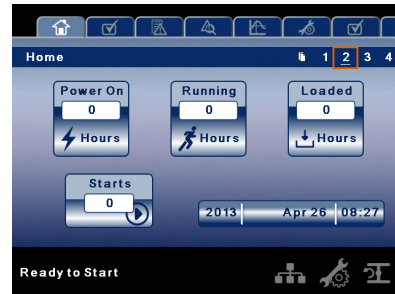 Home 1 2 3 4
Power On Running Loaded
0 0 0
Hours Hours Hours
Starts
0
2013 Apr 26 08:27
Ready to Start